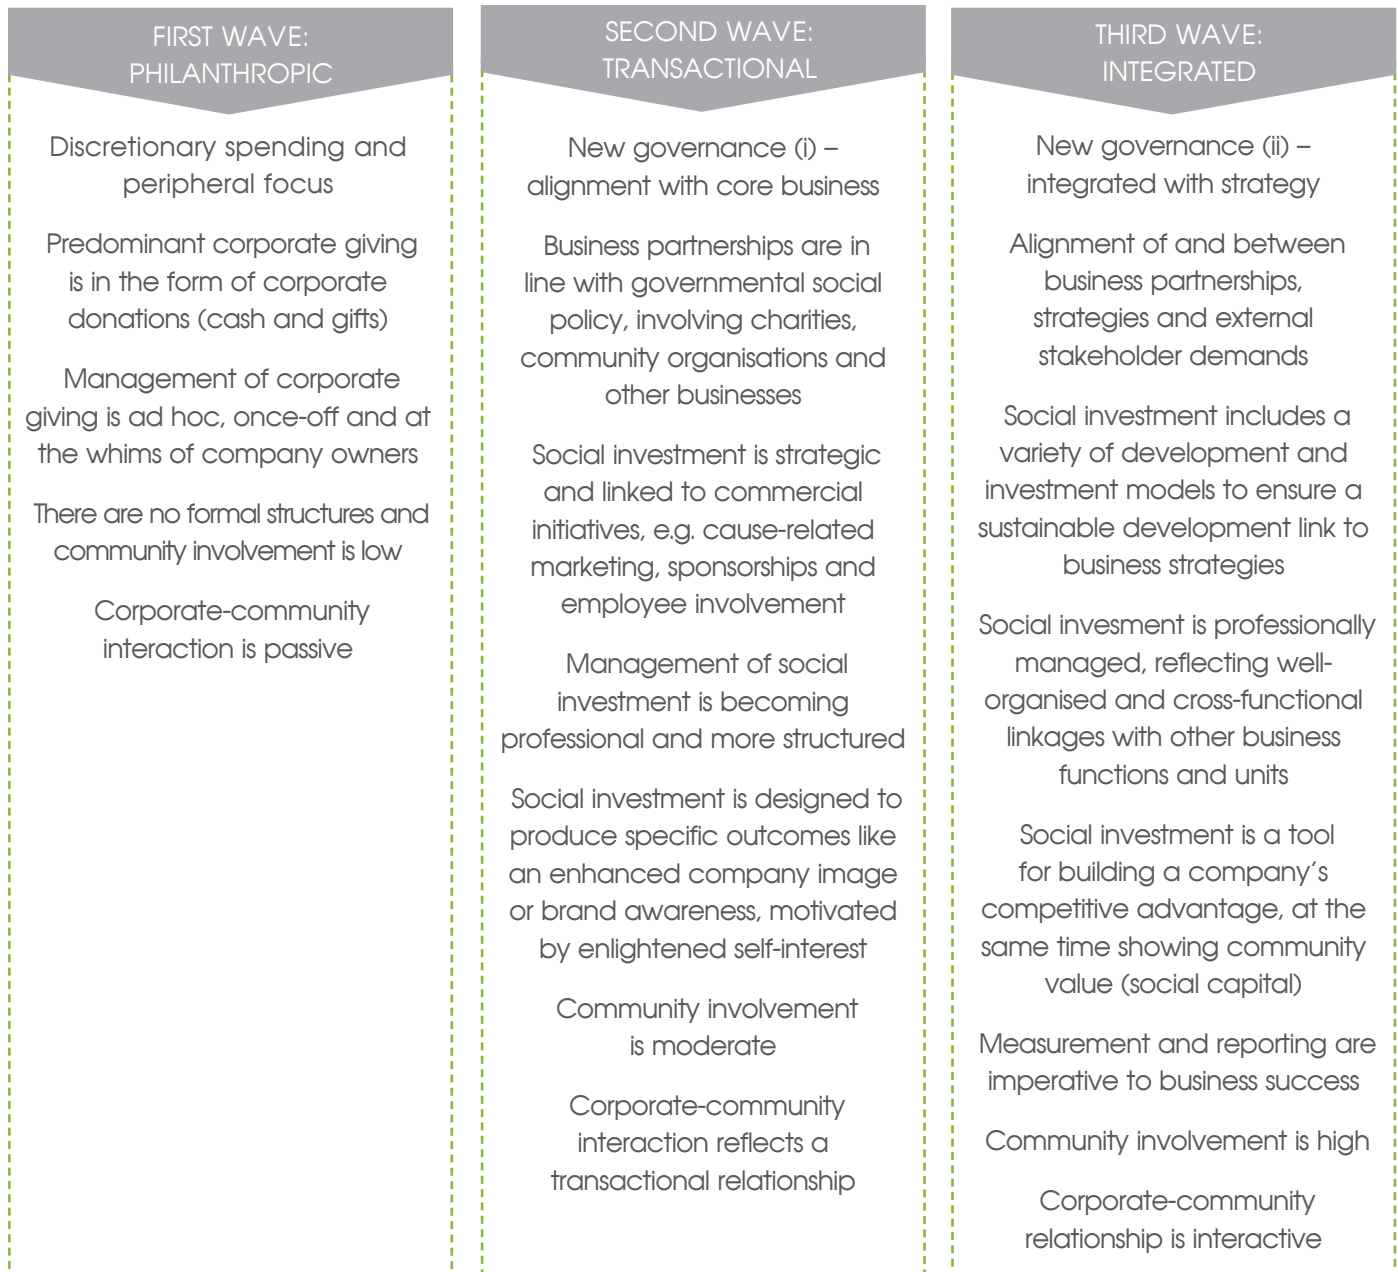 FIRST WAVE:
PHILANTHROPIC
Discretionary spending and
peripheral focus
Predominant corporate giving
is in the form of corporate
donations (cash and gifts)
Management of corporate
giving is ad hoc, once-off and at
the whims of company owners
There are no formal structures and
community involvement is low
Corporate-community
interaction is passive
SECOND WAVE:
TRANSACTIONAL
New governance (i) –
alignment with core business
Business partnerships are in
line with governmental social
policy, involving charities,
community organisations and
other businesses
Social investment is strategic
and linked to commercial
initiatives, e.g. cause-related
marketing, sponsorships and
employee involvement
Management of social
investment is becoming
professional and more structured
Social investment is designed to
produce specific outcomes like
an enhanced company image
or brand awareness, motivated
by enlightened self-interest
Community involvement
is moderate
Corporate-community
interaction reflects a
transactional relationship
THIRD WAVE:
INTEGRATED
New governance (ii) –
integrated with strategy
Alignment of and between
business partnerships,
strategies and external
stakeholder demands
Social investment includes a
variety of development and
investment models to ensure a
sustainable development link to
business strategies
Social invesment is professionally
managed, reflecting well-
organised and cross-functional
linkages with other business
functions and units
Social investment is a tool
for building a company’s
competitive advantage, at the
same time showing community
value (social capital)
Measurement and reporting are
imperative to business success
Community involvement is high
Corporate-community
relationship is interactive